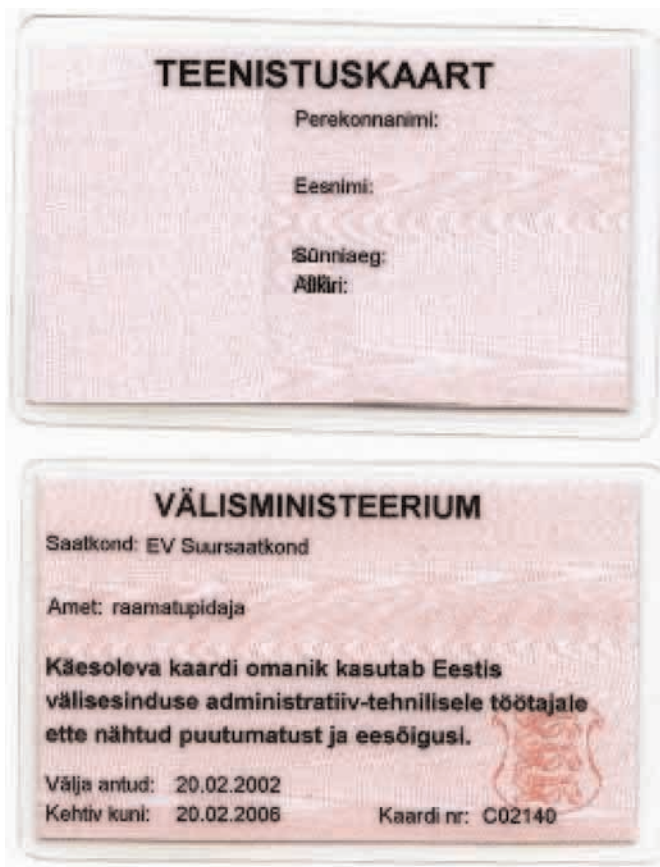 TEENISTUSKAART
Perekonnanimi:
Eesnimi:
Sünniaeg:
Allkiri:
VÄLISMINISTEERIUM
Saatkond: EV Suursaatkond
Amet: raamatupidaja
Käesoleva kaardi omanik kasutab Eestis
välisesinduse administratiiv-tehnilisele töötajale
ette nähtud puutumatust ja eesõigusi.
Välja antud: 20.02.2002
Kehtiv kuni: 20.02.2006 Kaardi nr: C02140